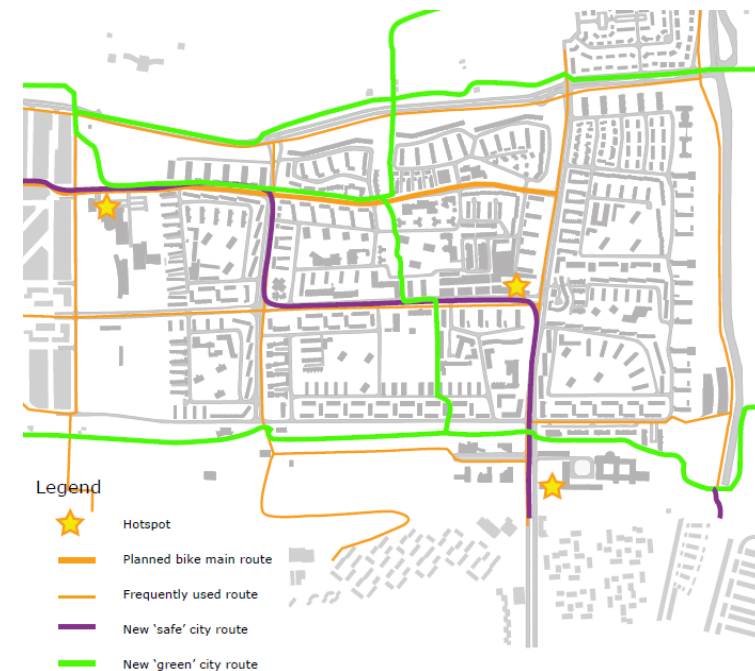 Legend
Hotspot
Planned bike main route
Frequently used route
New 'safe' city route
New 'green' city route